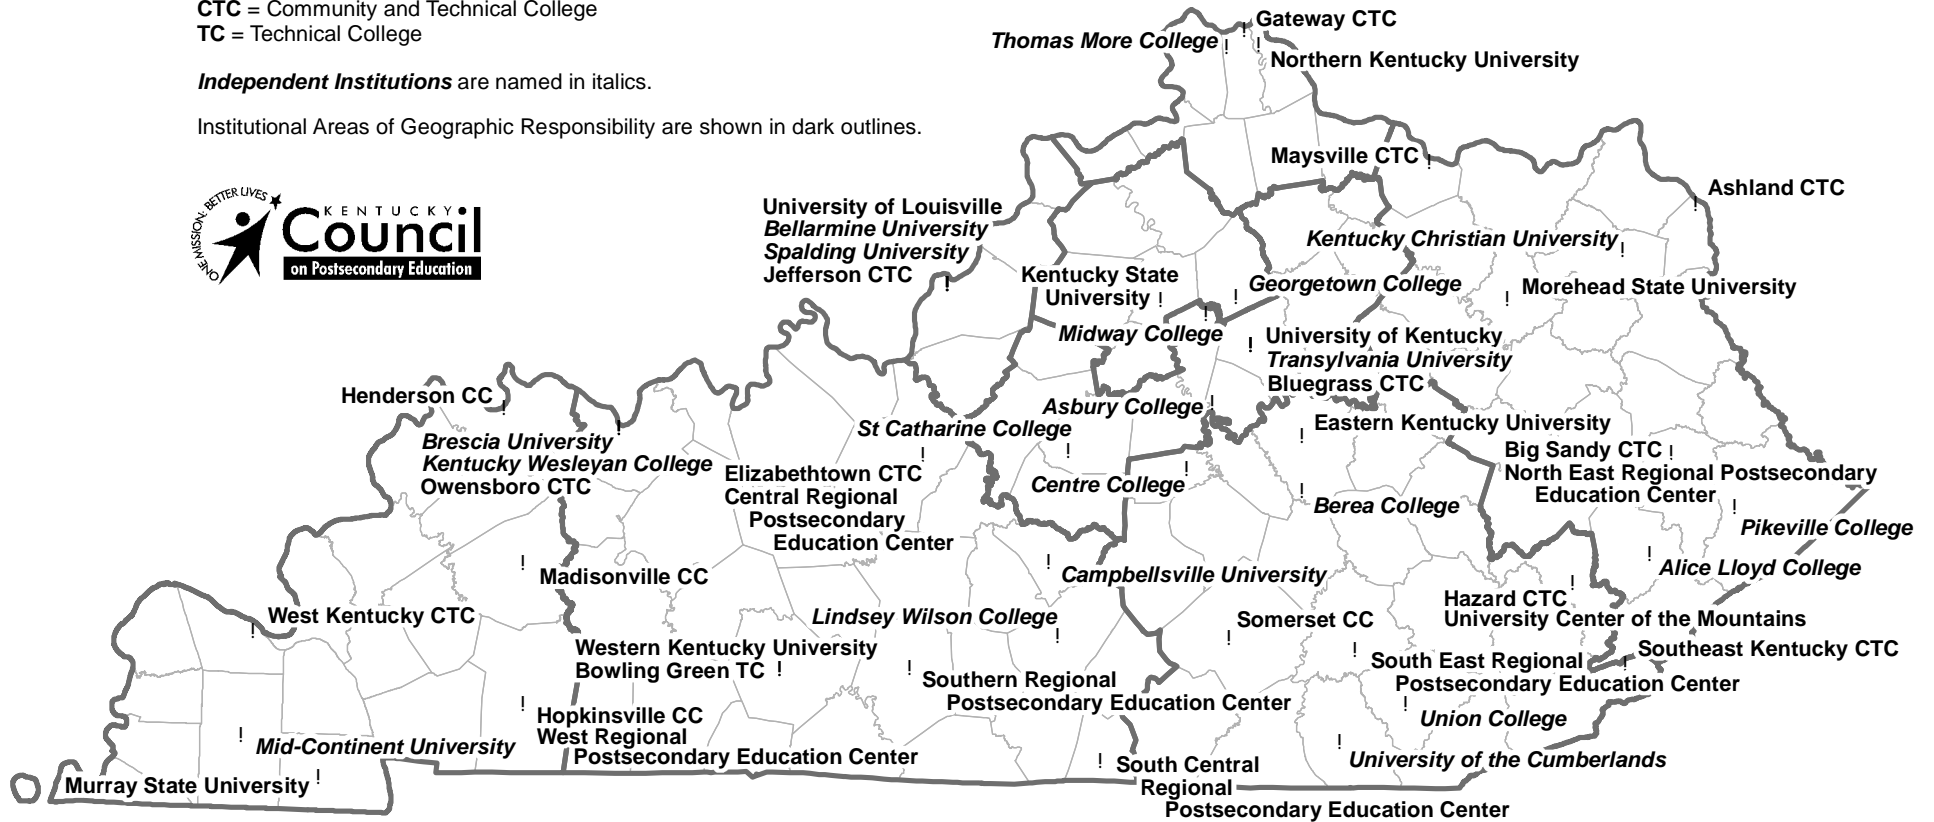 CTC = Community and Technical College
TC = Technical College
Independent Institutions are named in italics.
Institutional Areas of Geographic Responsibility are shown in dark outlines.
ONE MISSION: BETTER LIVES
KENTUCKY
Council
on Postsecondary Education
Gateway CTC
Thomas More College
Northern Kentucky University
Maysville CTC
Ashland CTC
University of Louisville
Bellarmine University
Spalding University
Jefferson CTC
Kentucky Christian University
Kentucky State
University
Georgetown College
Morehead State University
Midway College
University of Kentucky
Transylvania University
Bluegrass CTC
Henderson CC
Asbury College
St Catharine College
Eastern Kentucky University
Brescia University
Kentucky Wesleyan College
Owensboro CTC
Elizabethtown CTC
Central Regional
Postsecondary
Education Center
Centre College
Big Sandy CTC
North East Regional Postsecondary
Education Center
Berea College
Pikeville College
Alice Lloyd College
Madisonville CC
Campbellsville University
Hazard CTC
University Center of the Mountains
West Kentucky CTC
Lindsey Wilson College
Somerset CC
Western Kentucky University
Bowling Green TC
Southeast Kentucky CTC
South East Regional
Postsecondary Education Center
Southern Regional
Postsecondary Education Center
Hopkinsville CC
West Regional
Postsecondary Education Center
Union College
Mid-Continent University
University of the Cumberlands
Murray State University
South Central
Regional
Postsecondary Education Center